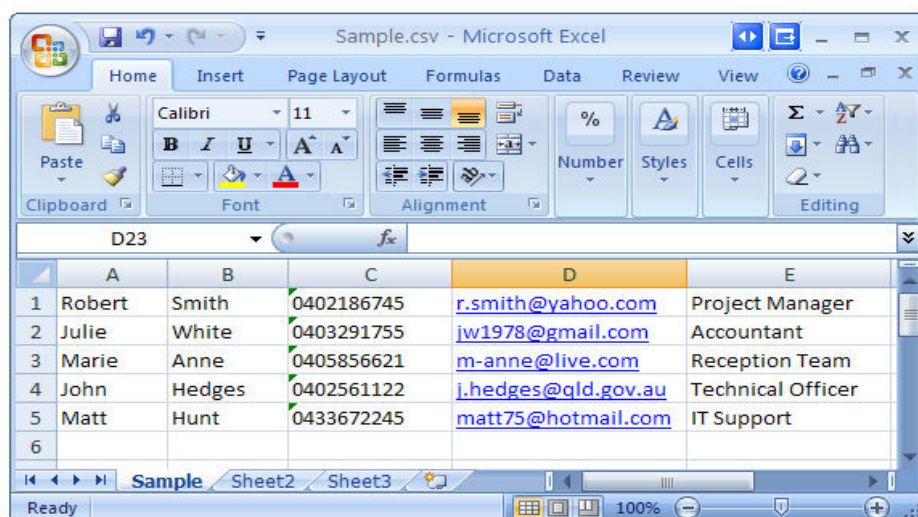 Sample.csv - Microsoft Excel
Home Insert Page Layout Formulas Data Review View
Calibri 11
B I U A A
% Σ A Z
Paste A Number Styles Cells
Clipboard Font Alignment Editing
D23 fx
A B C D E
1 Robert Smith 0402186745 r.smith@yahoo.com Project Manager
2 Julie White 0403291755 jw1978@gmail.com Accountant
3 Marie Anne 0405856621 m-anne@live.com Reception Team
4 John Hedges 0402561122 j.hedges@qld.gov.au Technical Officer
5 Matt Hunt 0433672245 matt75@hotmail.com IT Support
6
Sample Sheet2 Sheet3
Ready 100%